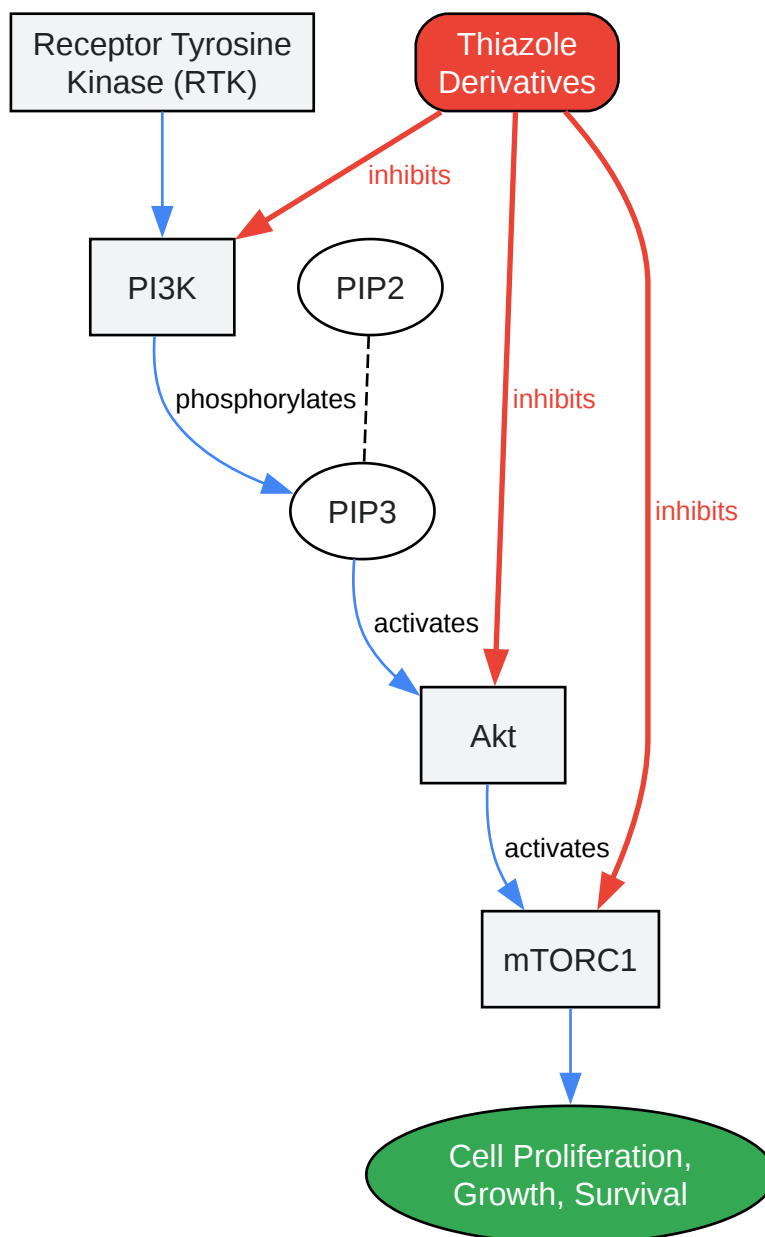 Receptor Tyrosine
Kinase (RTK)
Thiazole
Derivatives
inhibits
PI3K
PIP2
phosphorylates
inhibits
PIP3
inhibits
activates
Akt
activates
mTORC1
Cell Proliferation,
Growth, Survival